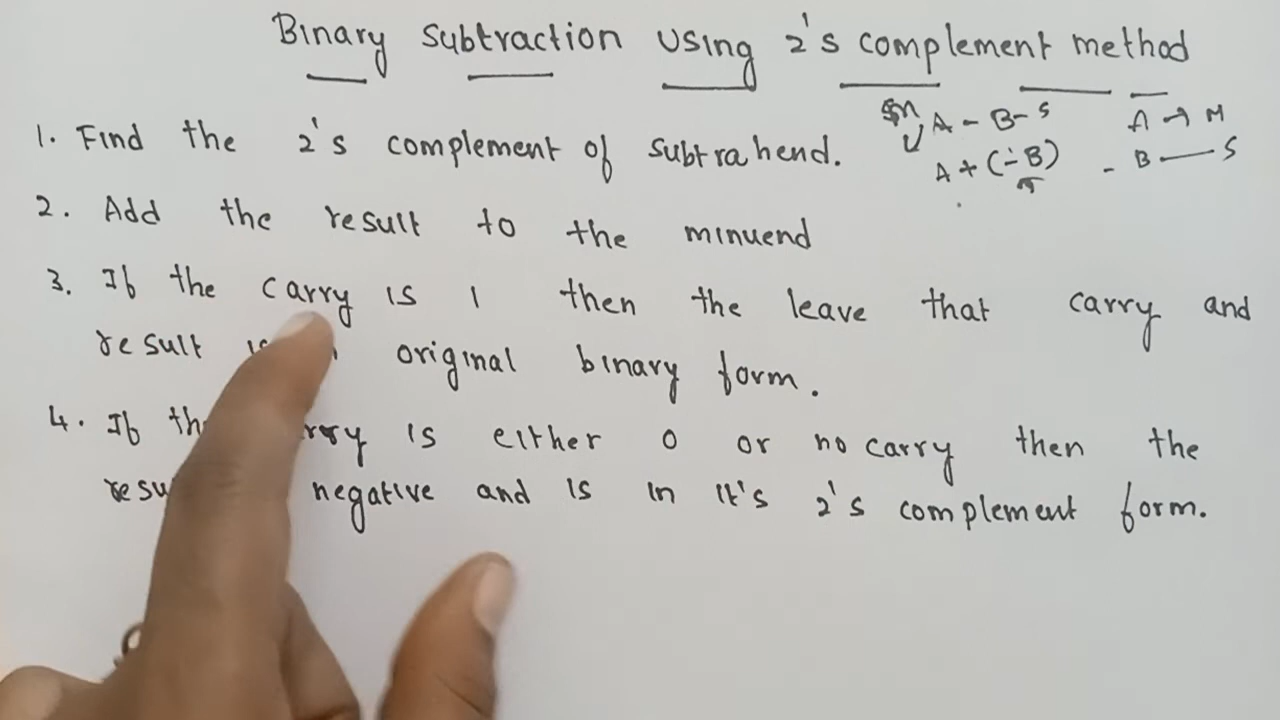 Binary subtraction using 2's complement method
1. Find the 2's complement of subtrahend.
A - B - S
A + (-B)
A → M
- B — S
2. Add the result to the minuend
3. If the carry is 1 then the leave that carry and
result original binary form.
4. If is either 0 or no carry then the
negative and is in it's 2's complement form.